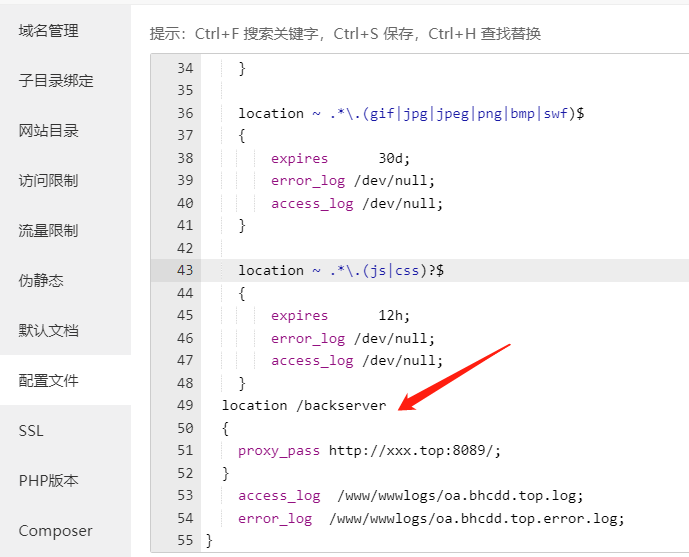 域名管理
子目录绑定
网站目录
访问限制
流量限制
伪静态
默认文档
配置文件
SSL
PHP版本
Composer
提示：Ctrl+F 搜索关键字，Ctrl+S 保存，Ctrl+H 查找替换
34 }
35
36 location ~ .*\.(gif|jpg|jpeg|png|bmp|swf)$
37 {
38 expires 30d;
39 error_log /dev/null;
40 access_log /dev/null;
41 }
42
43 location ~ .*\.(js|css)?$
44 {
45 expires 12h;
46 error_log /dev/null;
47 access_log /dev/null;
48 }
49 location /backserver
50 {
51 proxy_pass http://xxx.top:8089/;
52 }
53 access_log /www/wwwlogs/oa.bhcdd.top.log;
54 error_log /www/wwwlogs/oa.bhcdd.top.error.log;
55 }